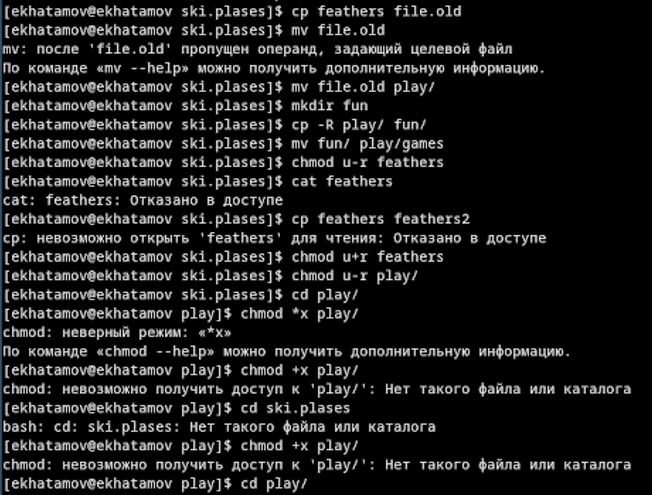 [ekhatamov@ekhatamov ski.plases]$ cp feathers file.old
[ekhatamov@ekhatamov ski.plases]$ mv file.old
mv: после 'file.old' пропущен операнд, задающий целевой файл
По команде «mv --help» можно получить дополнительную информацию.
[ekhatamov@ekhatamov ski.plases]$ mv file.old play/
[ekhatamov@ekhatamov ski.plases]$ mkdir fun
[ekhatamov@ekhatamov ski.plases]$ cp -R play/ fun/
[ekhatamov@ekhatamov ski.plases]$ mv fun/ play/games
[ekhatamov@ekhatamov ski.plases]$ chmod u-r feathers
[ekhatamov@ekhatamov ski.plases]$ cat feathers
cat: feathers: Отказано в доступе
[ekhatamov@ekhatamov ski.plases]$ cp feathers feathers2
cp: невозможно открыть 'feathers' для чтения: Отказано в доступе
[ekhatamov@ekhatamov ski.plases]$ chmod u+r feathers
[ekhatamov@ekhatamov ski.plases]$ chmod u-r play/
[ekhatamov@ekhatamov ski.plases]$ cd play/
[ekhatamov@ekhatamov play]$ chmod *x play/
chmod: неверный режим: «*x»
По команде «chmod --help» можно получить дополнительную информацию.
[ekhatamov@ekhatamov play]$ chmod +x play/
chmod: невозможно получить доступ к 'play/': Нет такого файла или каталога
[ekhatamov@ekhatamov play]$ cd ski.plases
bash: cd: ski.plases: Нет такого файла или каталога
[ekhatamov@ekhatamov play]$ chmod +x play/
chmod: невозможно получить доступ к 'play/': Нет такого файла или каталога
[ekhatamov@ekhatamov play]$ cd play/